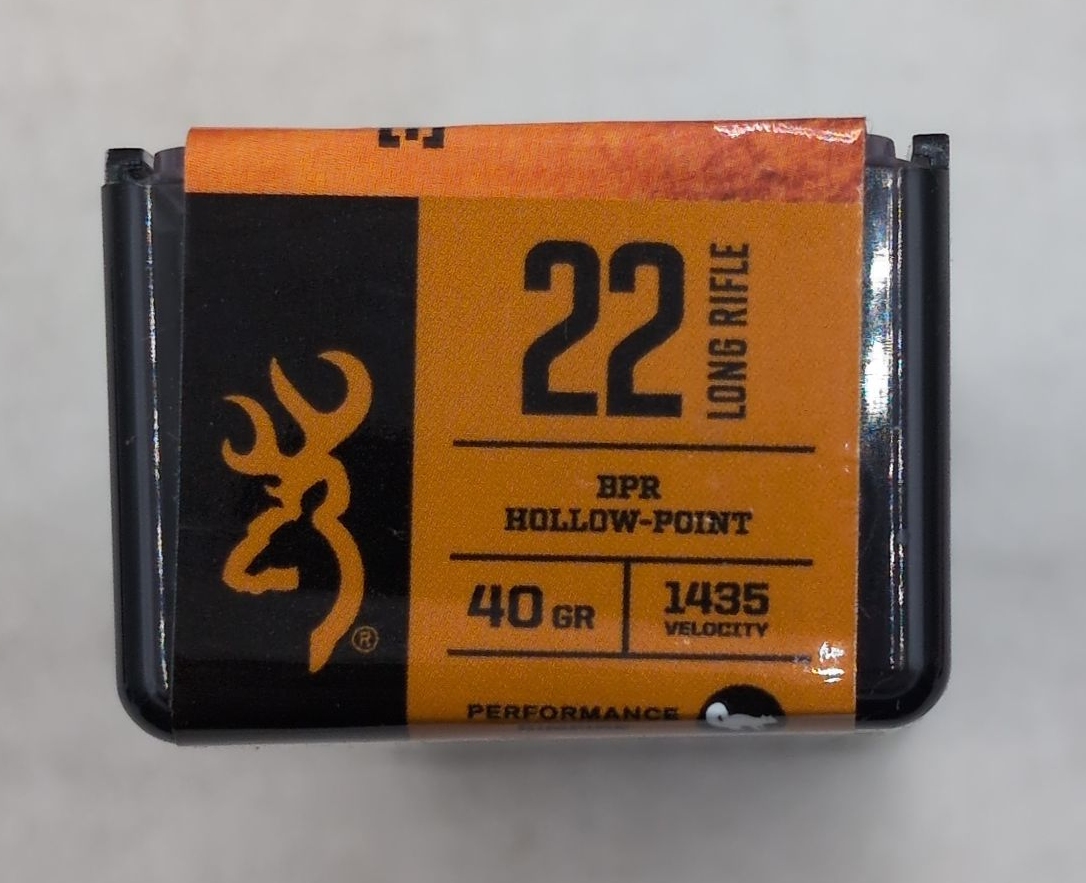 22 LONG RIFLE
BPR
HOLLOW-POINT
40 GR
1435
VELOCITY
PERFORMANCE
®